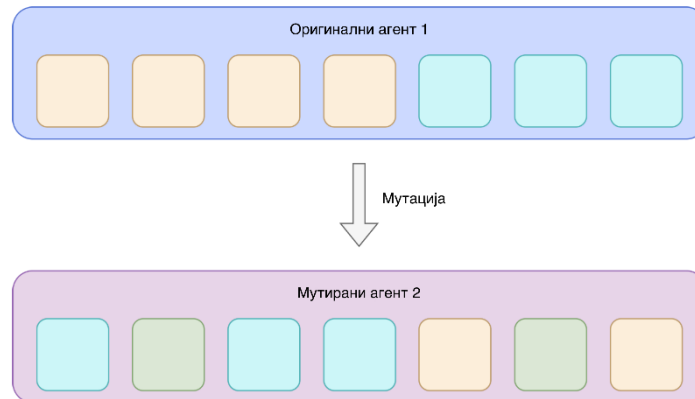 Оригинални агент 1
Мутација
Мутирани агент 2